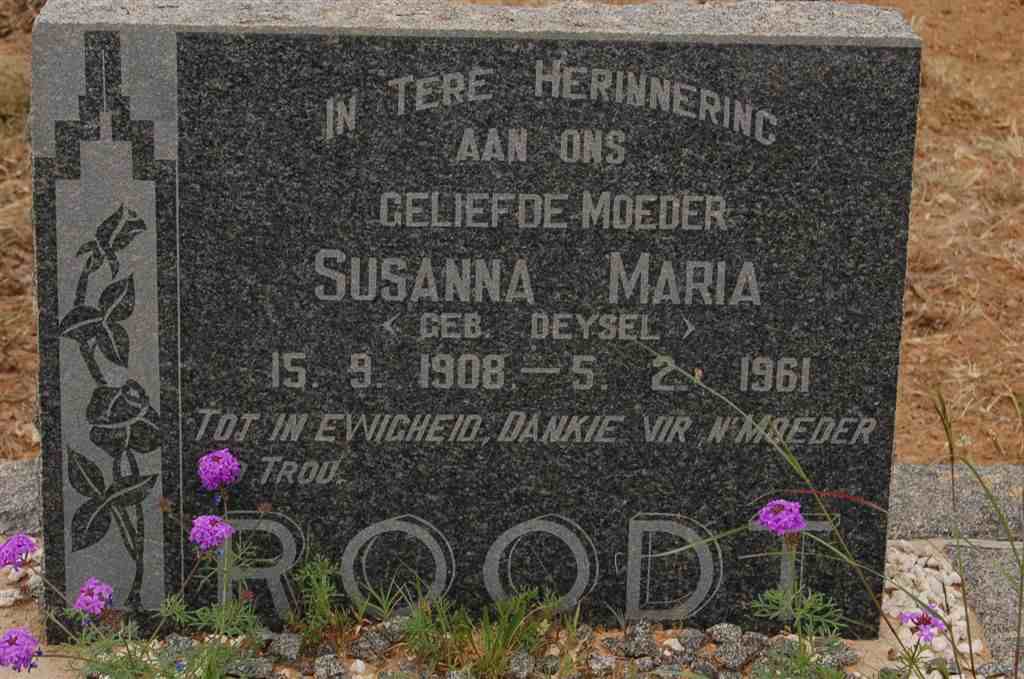 IN TERE HERINNERING
AAN ONS
GELIEFDE MOEDER
SUSANNA MARIA
(GEB. DEYSEL)
15. 9. 1908. — 5. 2. 1961
TOT IN EWIGHEID, DANKIE VIR 'N MOEDER
TROU.
ROODT